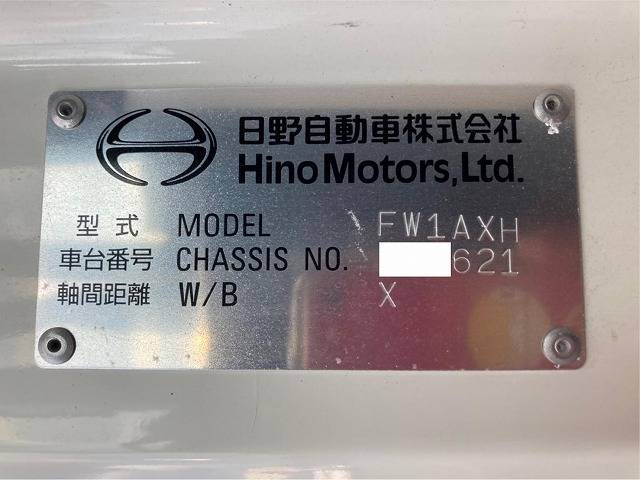 日野自動車株式会社
Hino Motors, Ltd.
型式 MODEL FW1AXH
車台番号 CHASSIS NO. 621
軸間距離 W/B X